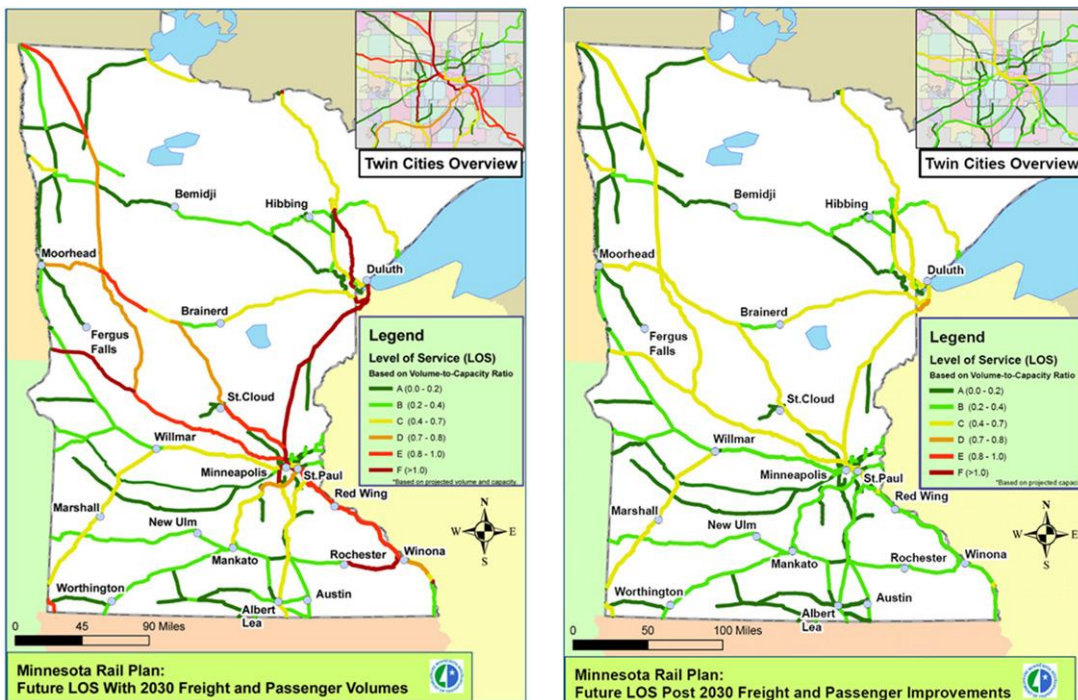 Twin Cities Overview
Bemidji
Hibbing
Moorhead
Duluth
Brainerd
Fergus
Falls
St.Cloud
Willmar
Minneapolis
St.Paul
Red Wing
Marshall
New Ulm
Mankato
Rochester
Winona
Worthington
Albert
Lea
Austin
Legend
Level of Service (LOS)
Based on Volume-to-Capacity Ratio
A (0.0 - 0.2)
B (0.2 - 0.4)
C (0.4 - 0.7)
D (0.7 - 0.8)
E (0.8 - 1.0)
F (>1.0)
*Based on projected volume and capacity.
N
W E
S
0 45 90 Miles
Minnesota Rail Plan:
Future LOS With 2030 Freight and Passenger Volumes
Twin Cities Overview
Bemidji
Hibbing
Moorhead
Duluth
Brainerd
Fergus
Falls
St.Cloud
Willmar
Minneapolis
St.Paul
Red Wing
Marshall
New Ulm
Mankato
Rochester
Winona
Worthington
Albert
Lea
Austin
Legend
Level of Service (LOS)
Based on Volume-to-Capacity Ratio
A (0.0 - 0.2)
B (0.2 - 0.4)
C (0.4 - 0.7)
D (0.7 - 0.8)
E (0.8 - 1.0)
F (>1.0)
*Based on projected capac
N
W E
S
0 50 100 Miles
Minnesota Rail Plan:
Future LOS Post 2030 Freight and Passenger Improvements